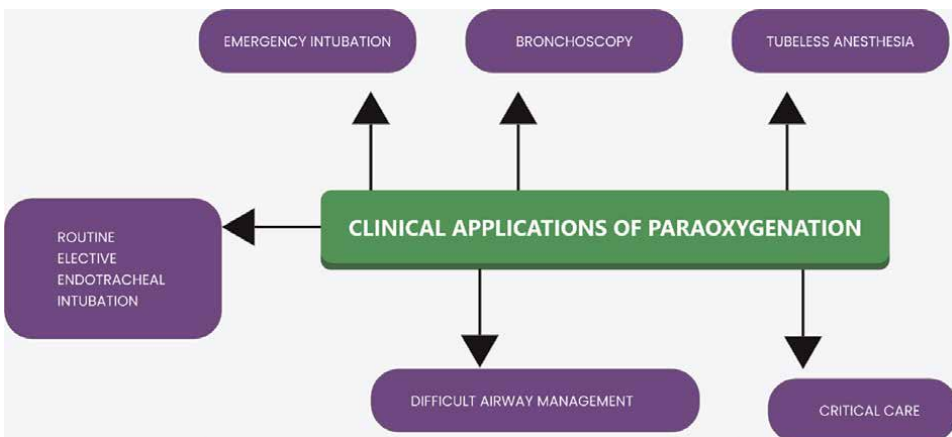 EMERGENCY INTUBATION
BRONCHOSCOPY
TUBELESS ANESTHESIA
CLINICAL APPLICATIONS OF PARAOXYGENATION
ROUTINE
ELECTIVE
ENDOTRACHEAL
INTUBATION
DIFFICULT AIRWAY MANAGEMENT
CRITICAL CARE